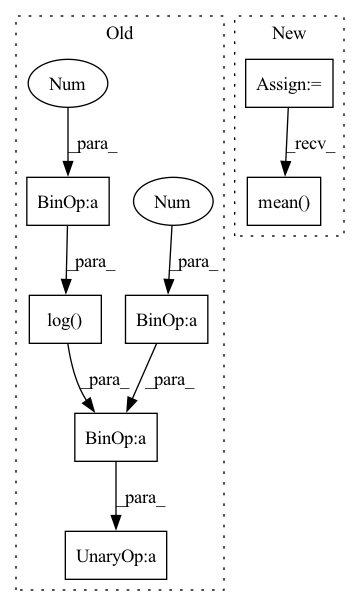 Old
New
Num
Assign:=
_para_
_recv_
BinOp:a
Num
mean()
_para_
_para_
log()
BinOp:a
_para_
_para_
BinOp:a
_para_
UnaryOp:a